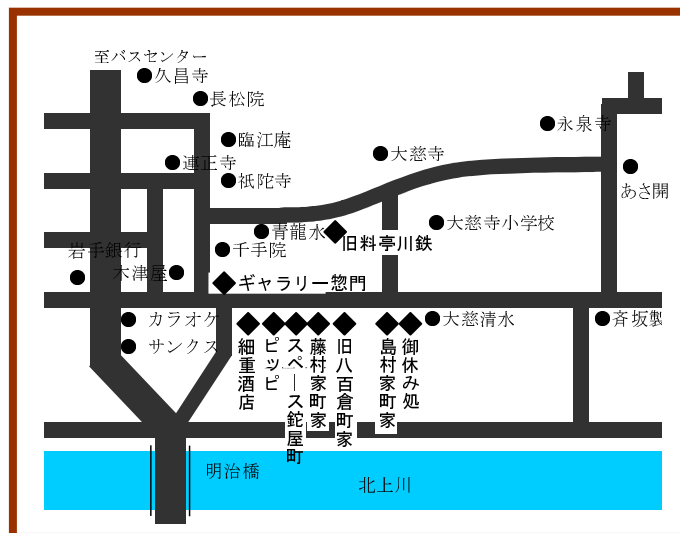 至バスセンター
久昌寺
長松院
永泉寺
臨江庵
大慈寺
連正寺
祇陀寺
あさ開
大慈寺小学校
青龍水
旧料亭川鉄
千手院
岩手銀行
木津屋
ギャラリー惣門
カラオケ
大慈清水
斉坂製
サンクス
細重酒店
ピッピ
スペース鉈屋町
藤村家町家
旧八百倉町家
島村家町家
御休み処
明治橋
北上川